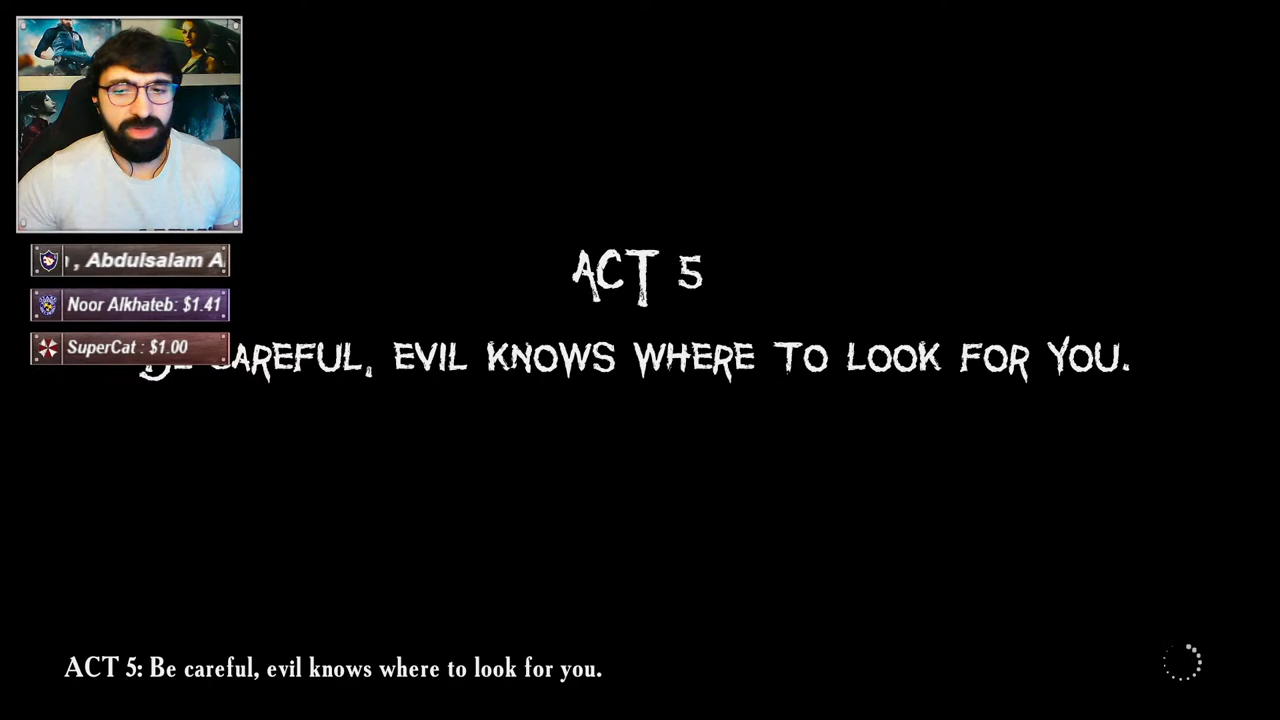 , Abdulsalam A
Noor Alkhateb: $1.41
SuperCat : $1.00
ACT 5
BE CAREFUL, EVIL KNOWS WHERE TO LOOK FOR YOU.
ACT 5: Be careful, evil knows where to look for you.